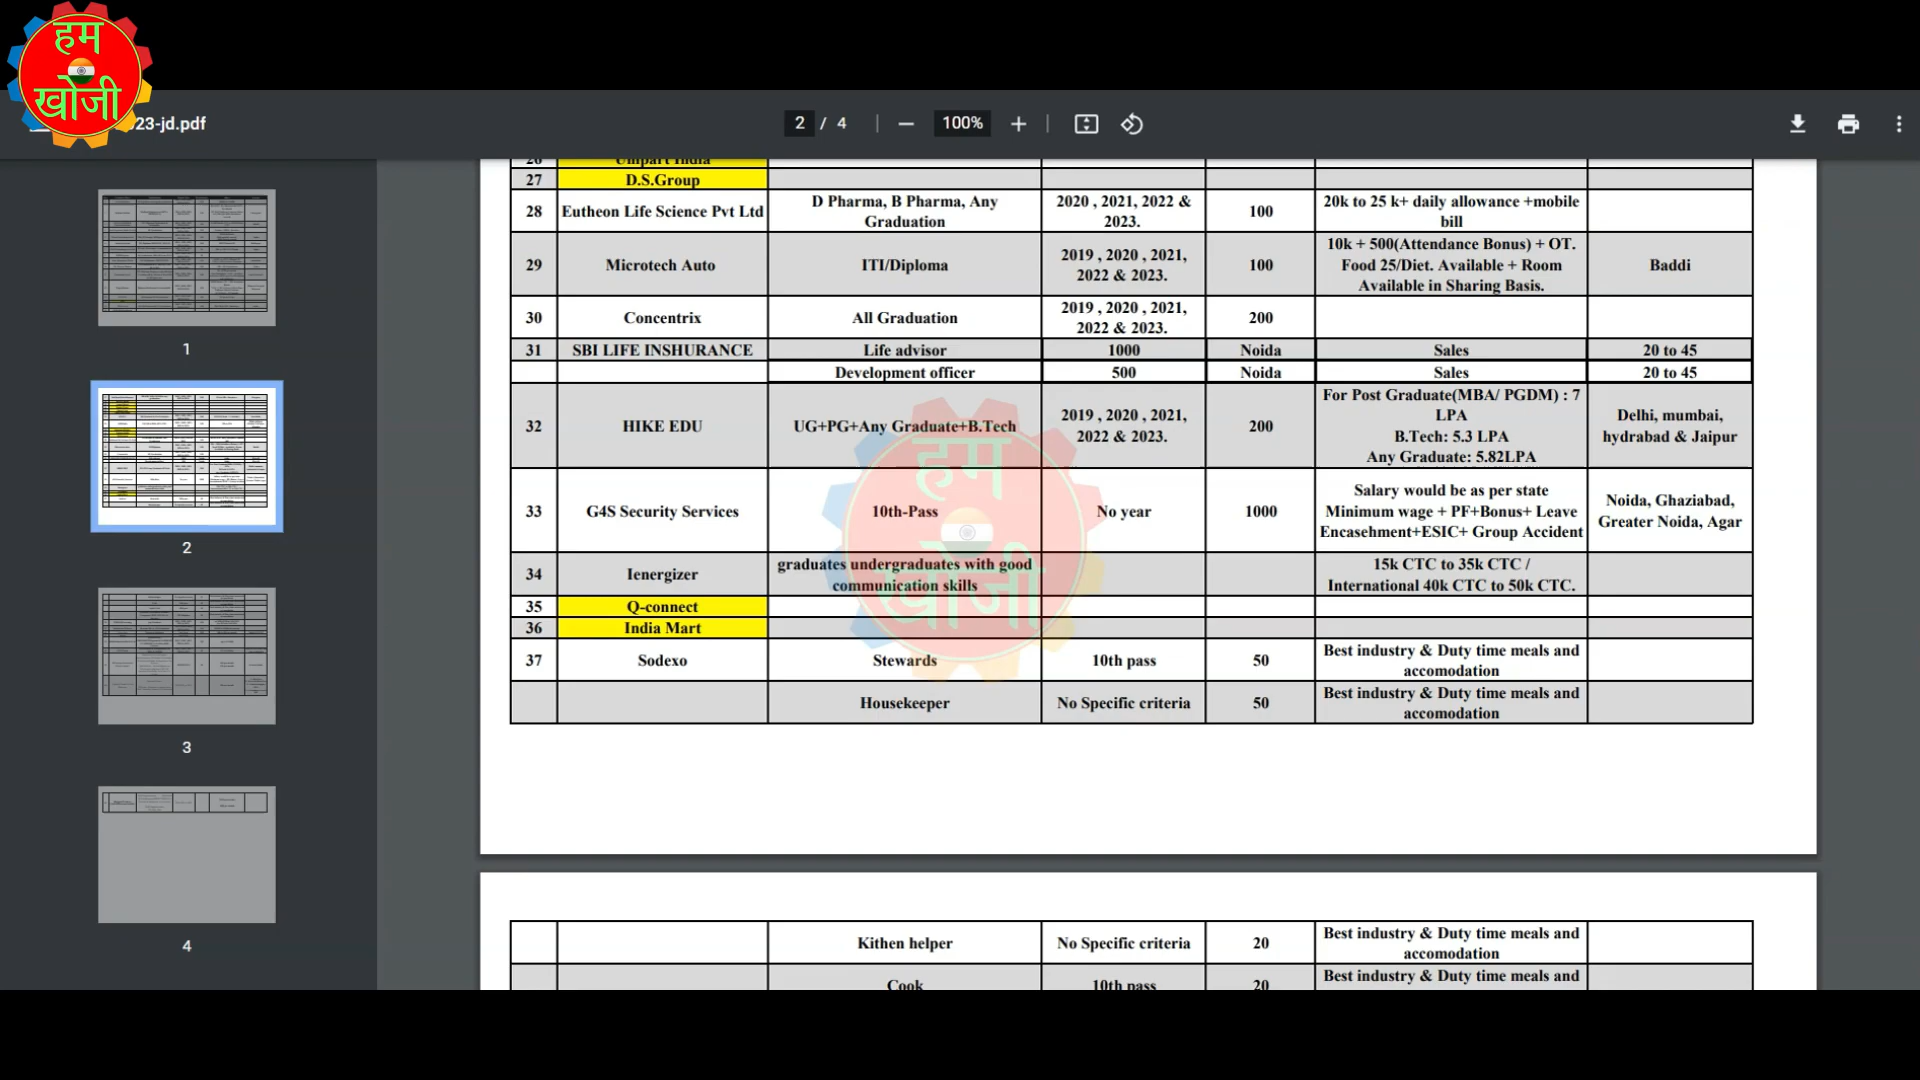 हम
खोजी
23-jd.pdf
2 / 4
100%
26 Unipart India
27 D.S.Group
28 Eutheon Life Science Pvt Ltd D Pharma, B Pharma, Any Graduation 2020 , 2021, 2022 & 2023. 100 20k to 25 k+ daily allowance +mobile bill
29 Microtech Auto ITI/Diploma 2019 , 2020 , 2021, 2022 & 2023. 100 10k + 500(Attendance Bonus) + OT. Food 25/Diet. Available + Room Available in Sharing Basis. Baddi
30 Concentrix All Graduation 2019 , 2020 , 2021, 2022 & 2023. 200
31 SBI LIFE INSHURANCE Life advisor 1000 Noida Sales 20 to 45
Development officer 500 Noida Sales 20 to 45
32 HIKE EDU UG+PG+Any Graduate+B.Tech 2019 , 2020 , 2021, 2022 & 2023. 200 For Post Graduate(MBA/ PGDM) : 7 LPA B.Tech: 5.3 LPA Any Graduate: 5.82LPA Delhi, mumbai, hydrabad & Jaipur
33 G4S Security Services 10th-Pass No year 1000 Salary would be as per state Minimum wage + PF+Bonus+ Leave Encasehment+ESIC+ Group Accident Noida, Ghaziabad, Greater Noida, Agar
34 Ienergizer graduates undergraduates with good communication skills 15k CTC to 35k CTC / International 40k CTC to 50k CTC.
35 Q-connect
36 India Mart
37 Sodexo Stewards 10th pass 50 Best industry & Duty time meals and accomodation
Housekeeper No Specific criteria 50 Best industry & Duty time meals and accomodation
Kithen helper No Specific criteria 20 Best industry & Duty time meals and accomodation
Cook 10th pass 20 Best industry & Duty time meals and
हम
खोजी
1
2
3
4